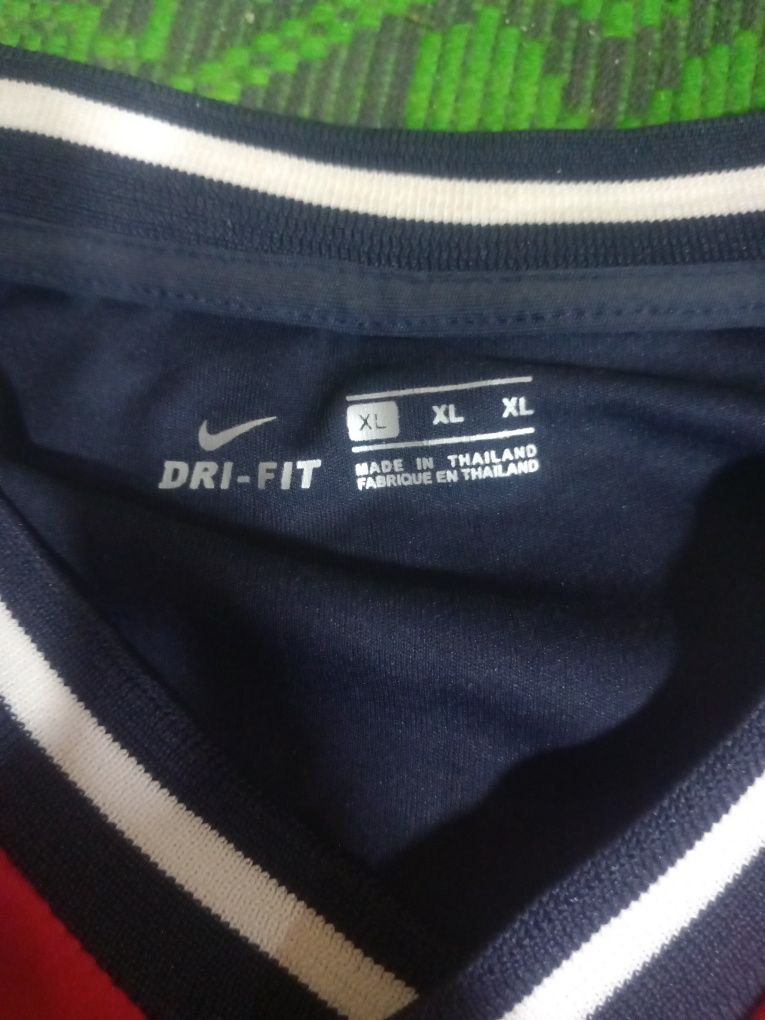 XL XL XL
DRI-FIT
MADE IN THAILAND
FABRIQUE EN THAILAND